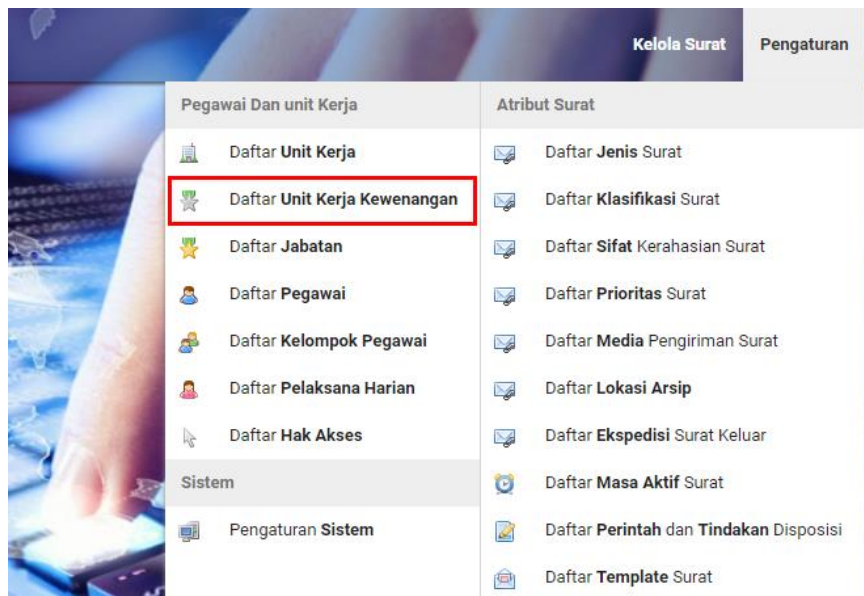 Kelola Surat
Pengaturan
Pegawai Dan unit Kerja
Daftar Unit Kerja
Daftar Unit Kerja Kewenangan
Daftar Jabatan
Daftar Pegawai
Daftar Kelompok Pegawai
Daftar Pelaksana Harian
Daftar Hak Akses
Sistem
Pengaturan Sistem
Atribut Surat
Daftar Jenis Surat
Daftar Klasifikasi Surat
Daftar Sifat Kerahasian Surat
Daftar Prioritas Surat
Daftar Media Pengiriman Surat
Daftar Lokasi Arsip
Daftar Ekspedisi Surat Keluar
Daftar Masa Aktif Surat
Daftar Perintah dan Tindakan Disposisi
Daftar Template Surat